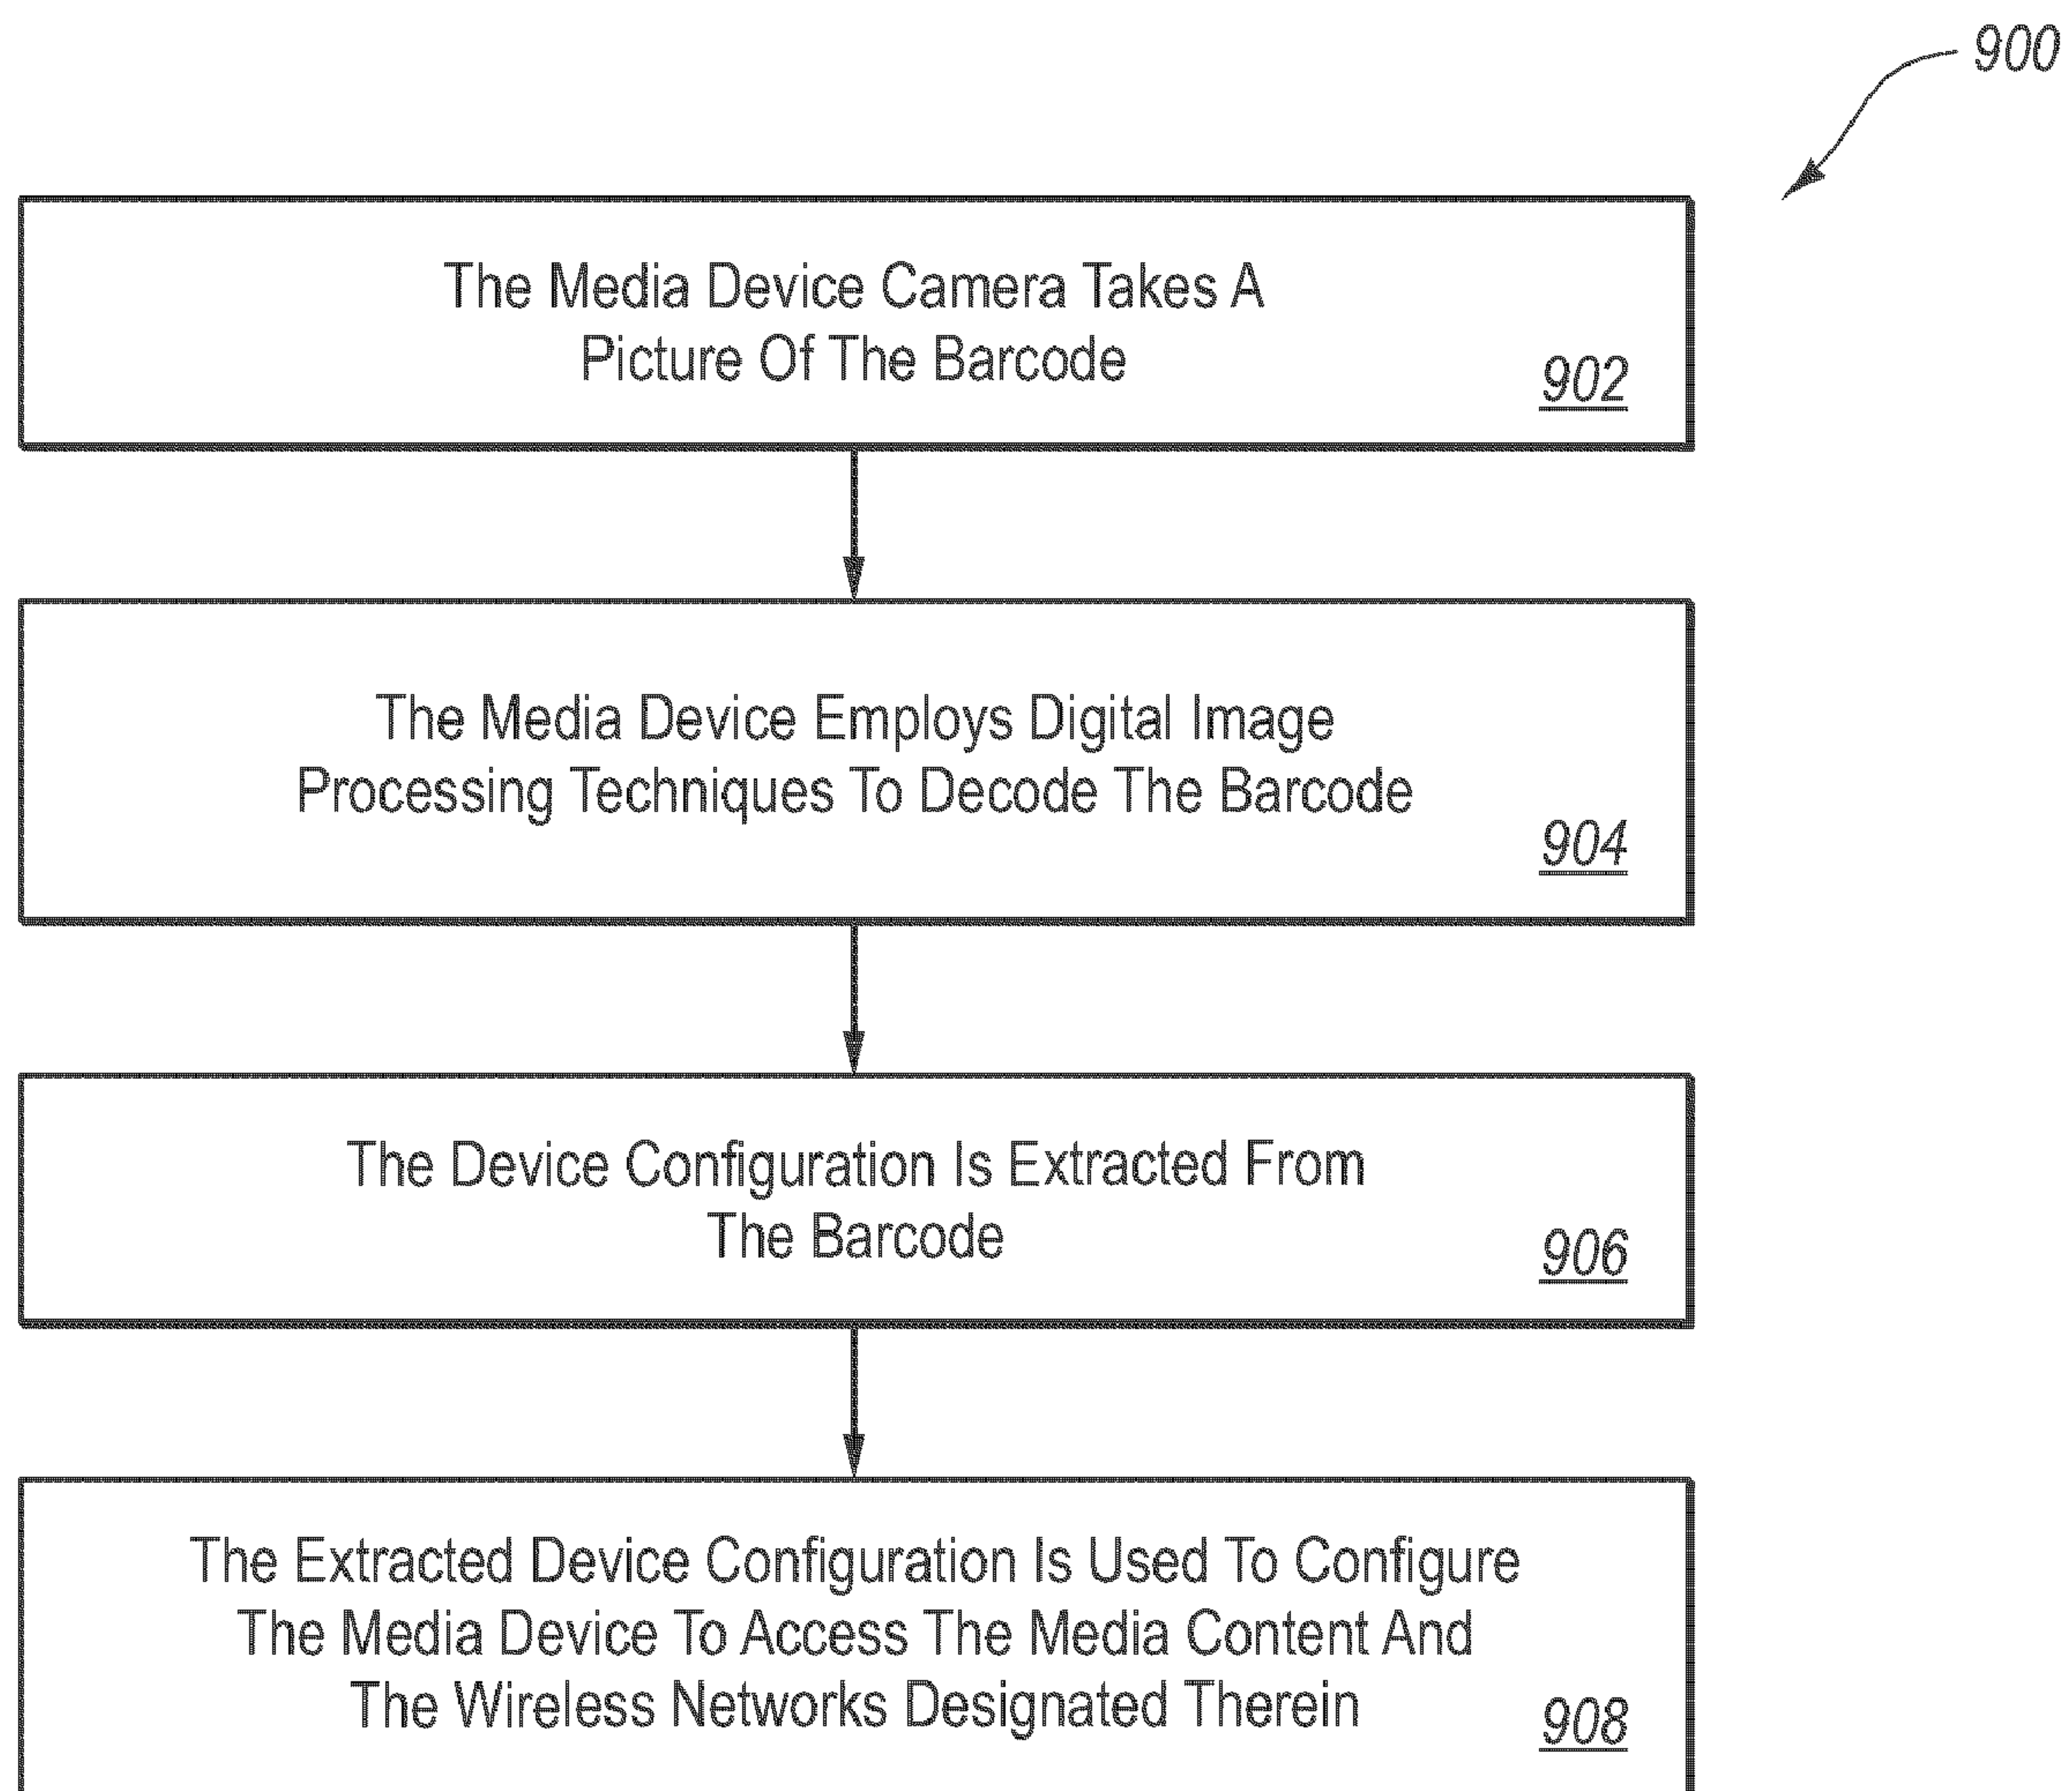 900
The Media Device Camera Takes A
Picture Of The Barcode
902
The Media Device Employs Digital Image
Processing Techniques To Decode The Barcode
904
The Device Configuration Is Extracted From
The Barcode
906
The Extracted Device Configuration Is Used To Configure
The Media Device To Access The Media Content And
The Wireless Networks Designated Therein
908